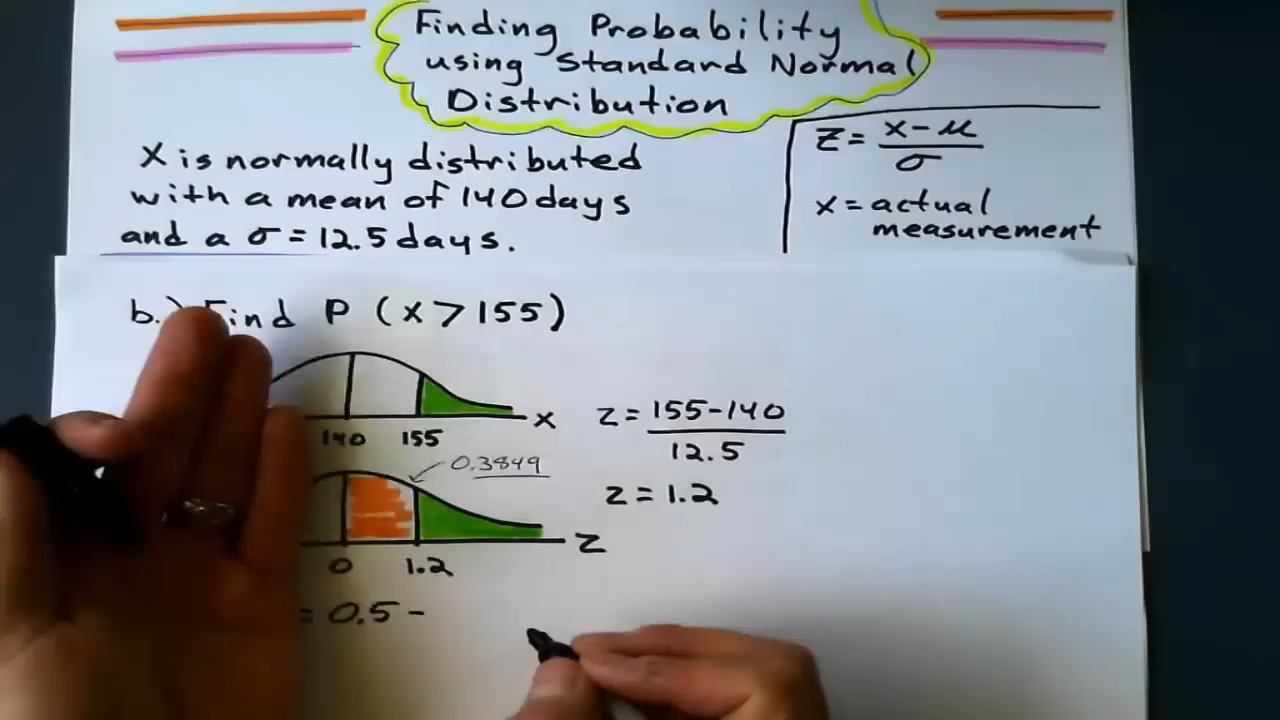 Finding Probability
using Standard Normal
Distribution
X is normally distributed
with a mean of 140 days
and a σ = 12.5 days.
Z = x-μ
σ
x = actual
measurement
b.) Find P (x > 155)
140 155 X
Z = 155-140
12.5
Z = 1.2
0.3849
0 1.2 Z
= 0.5 -